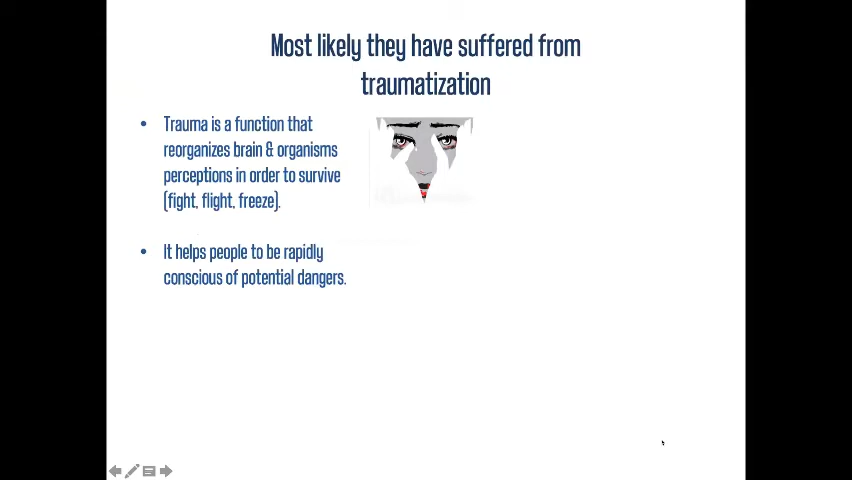 Most likely they have suffered from
traumatization
• Trauma is a function that
reorganizes brain & organisms
perceptions in order to survive
(fight, flight, freeze).
• It helps people to be rapidly
conscious of potential dangers.